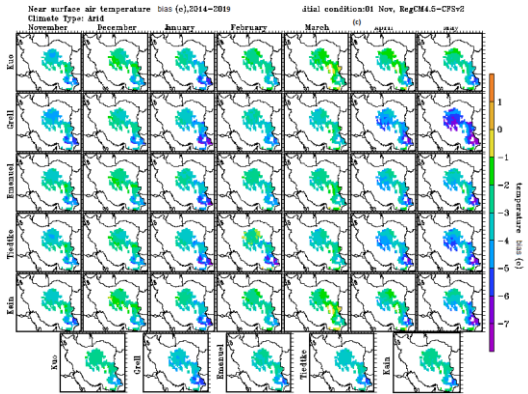 Near surface air temperature bias (c),2014-2019 itial condition:01 Nov, RegCM4.5-CFSv2
Climate Type: Arid (c)
November December January February March April May
Kuo
Grell
Emanuel
Tiedtke
Kain
Kuo Grell Emanuel Tiedtke Kain
1
0
-1
-2
-3
-4
-5
-6
-7
temperature bias (c)